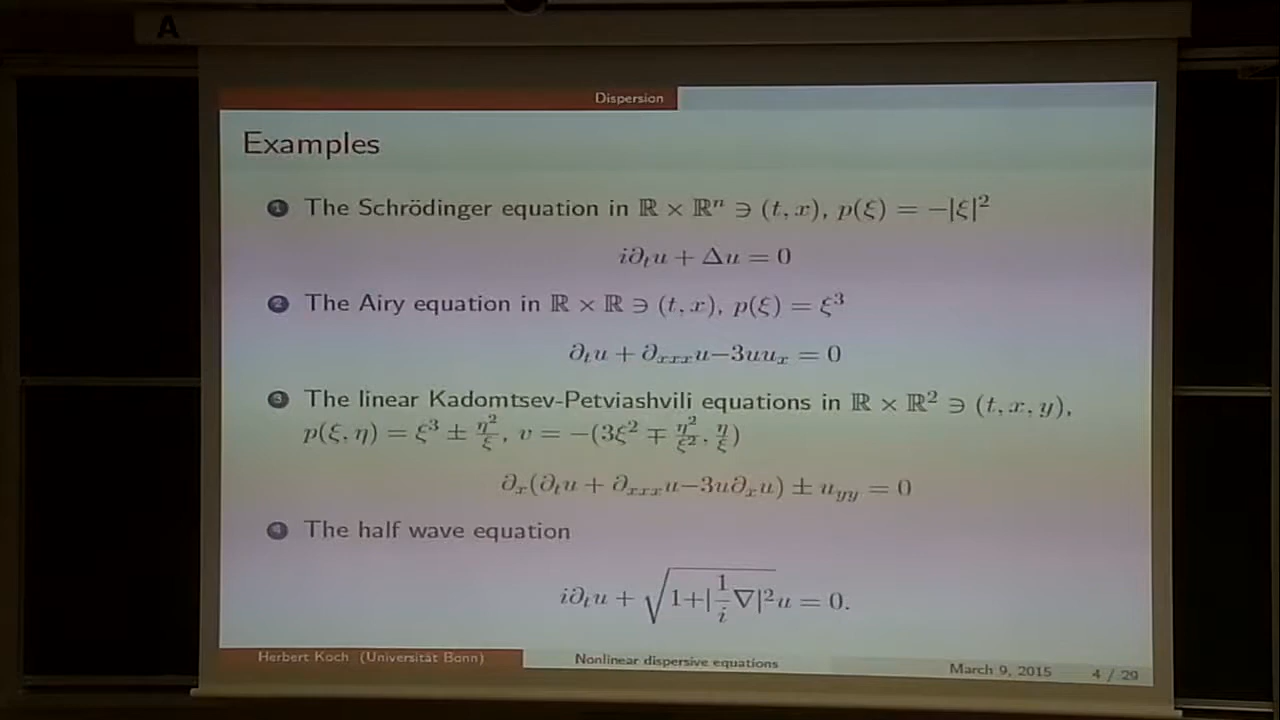 A
Dispersion
Examples
1 The Schrödinger equation in ℝ × ℝⁿ ∋ (t, x), p(ξ) = −|ξ|²
i∂ₜu + Δu = 0
2 The Airy equation in ℝ × ℝ ∋ (t, x), p(ξ) = ξ³
∂ₜu + ∂ₓₓₓu−3uuₓ = 0
3 The linear Kadomtsev-Petviashvili equations in ℝ × ℝ² ∋ (t, x, y),
p(ξ, η) = ξ³ ± η²/ξ, v = −(3ξ² ∓ η²/ξ², η/ξ)
∂ₓ(∂ₜu + ∂ₓₓₓu−3u∂ₓu) ± u_yy = 0
4 The half wave equation
i∂ₜu + √(1+|1/i ∇|²) u = 0.
Herbert Koch (Universität Bonn) Nonlinear dispersive equations March 9, 2015 4 / 29